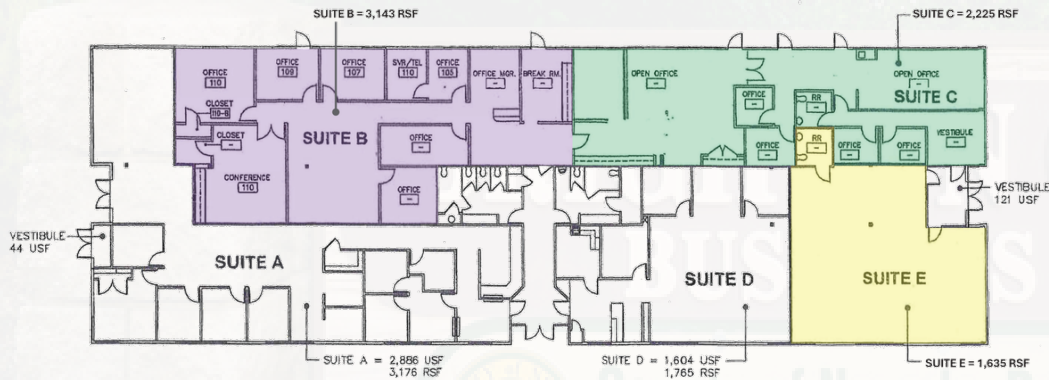 SUITE B = 3,143 RSF
SUITE C = 2,225 RSF
OFFICE
110
OFFICE
109
OFFICE
107
SVR/TEL
110
OFFICE
105
OFFICE MGR.
-
BREAK RM.
-
OPEN OFFICE
-
OPEN OFFICE
-
SUITE C
CLOSET
110-B
CLOSET
-
SUITE B
OFFICE
-
OFFICE
-
RR
-
CONFERENCE
110
OFFICE
-
OFFICE
-
RR
-
OFFICE
-
OFFICE
-
VESTIBULE
-
VESTIBULE
121 USF
VESTIBULE
44 USF
SUITE A
SUITE D
SUITE E
SUITE A = 2,886 USF
3,176 RSF
SUITE D = 1,604 USF
1,765 RSF
SUITE E = 1,635 RSF